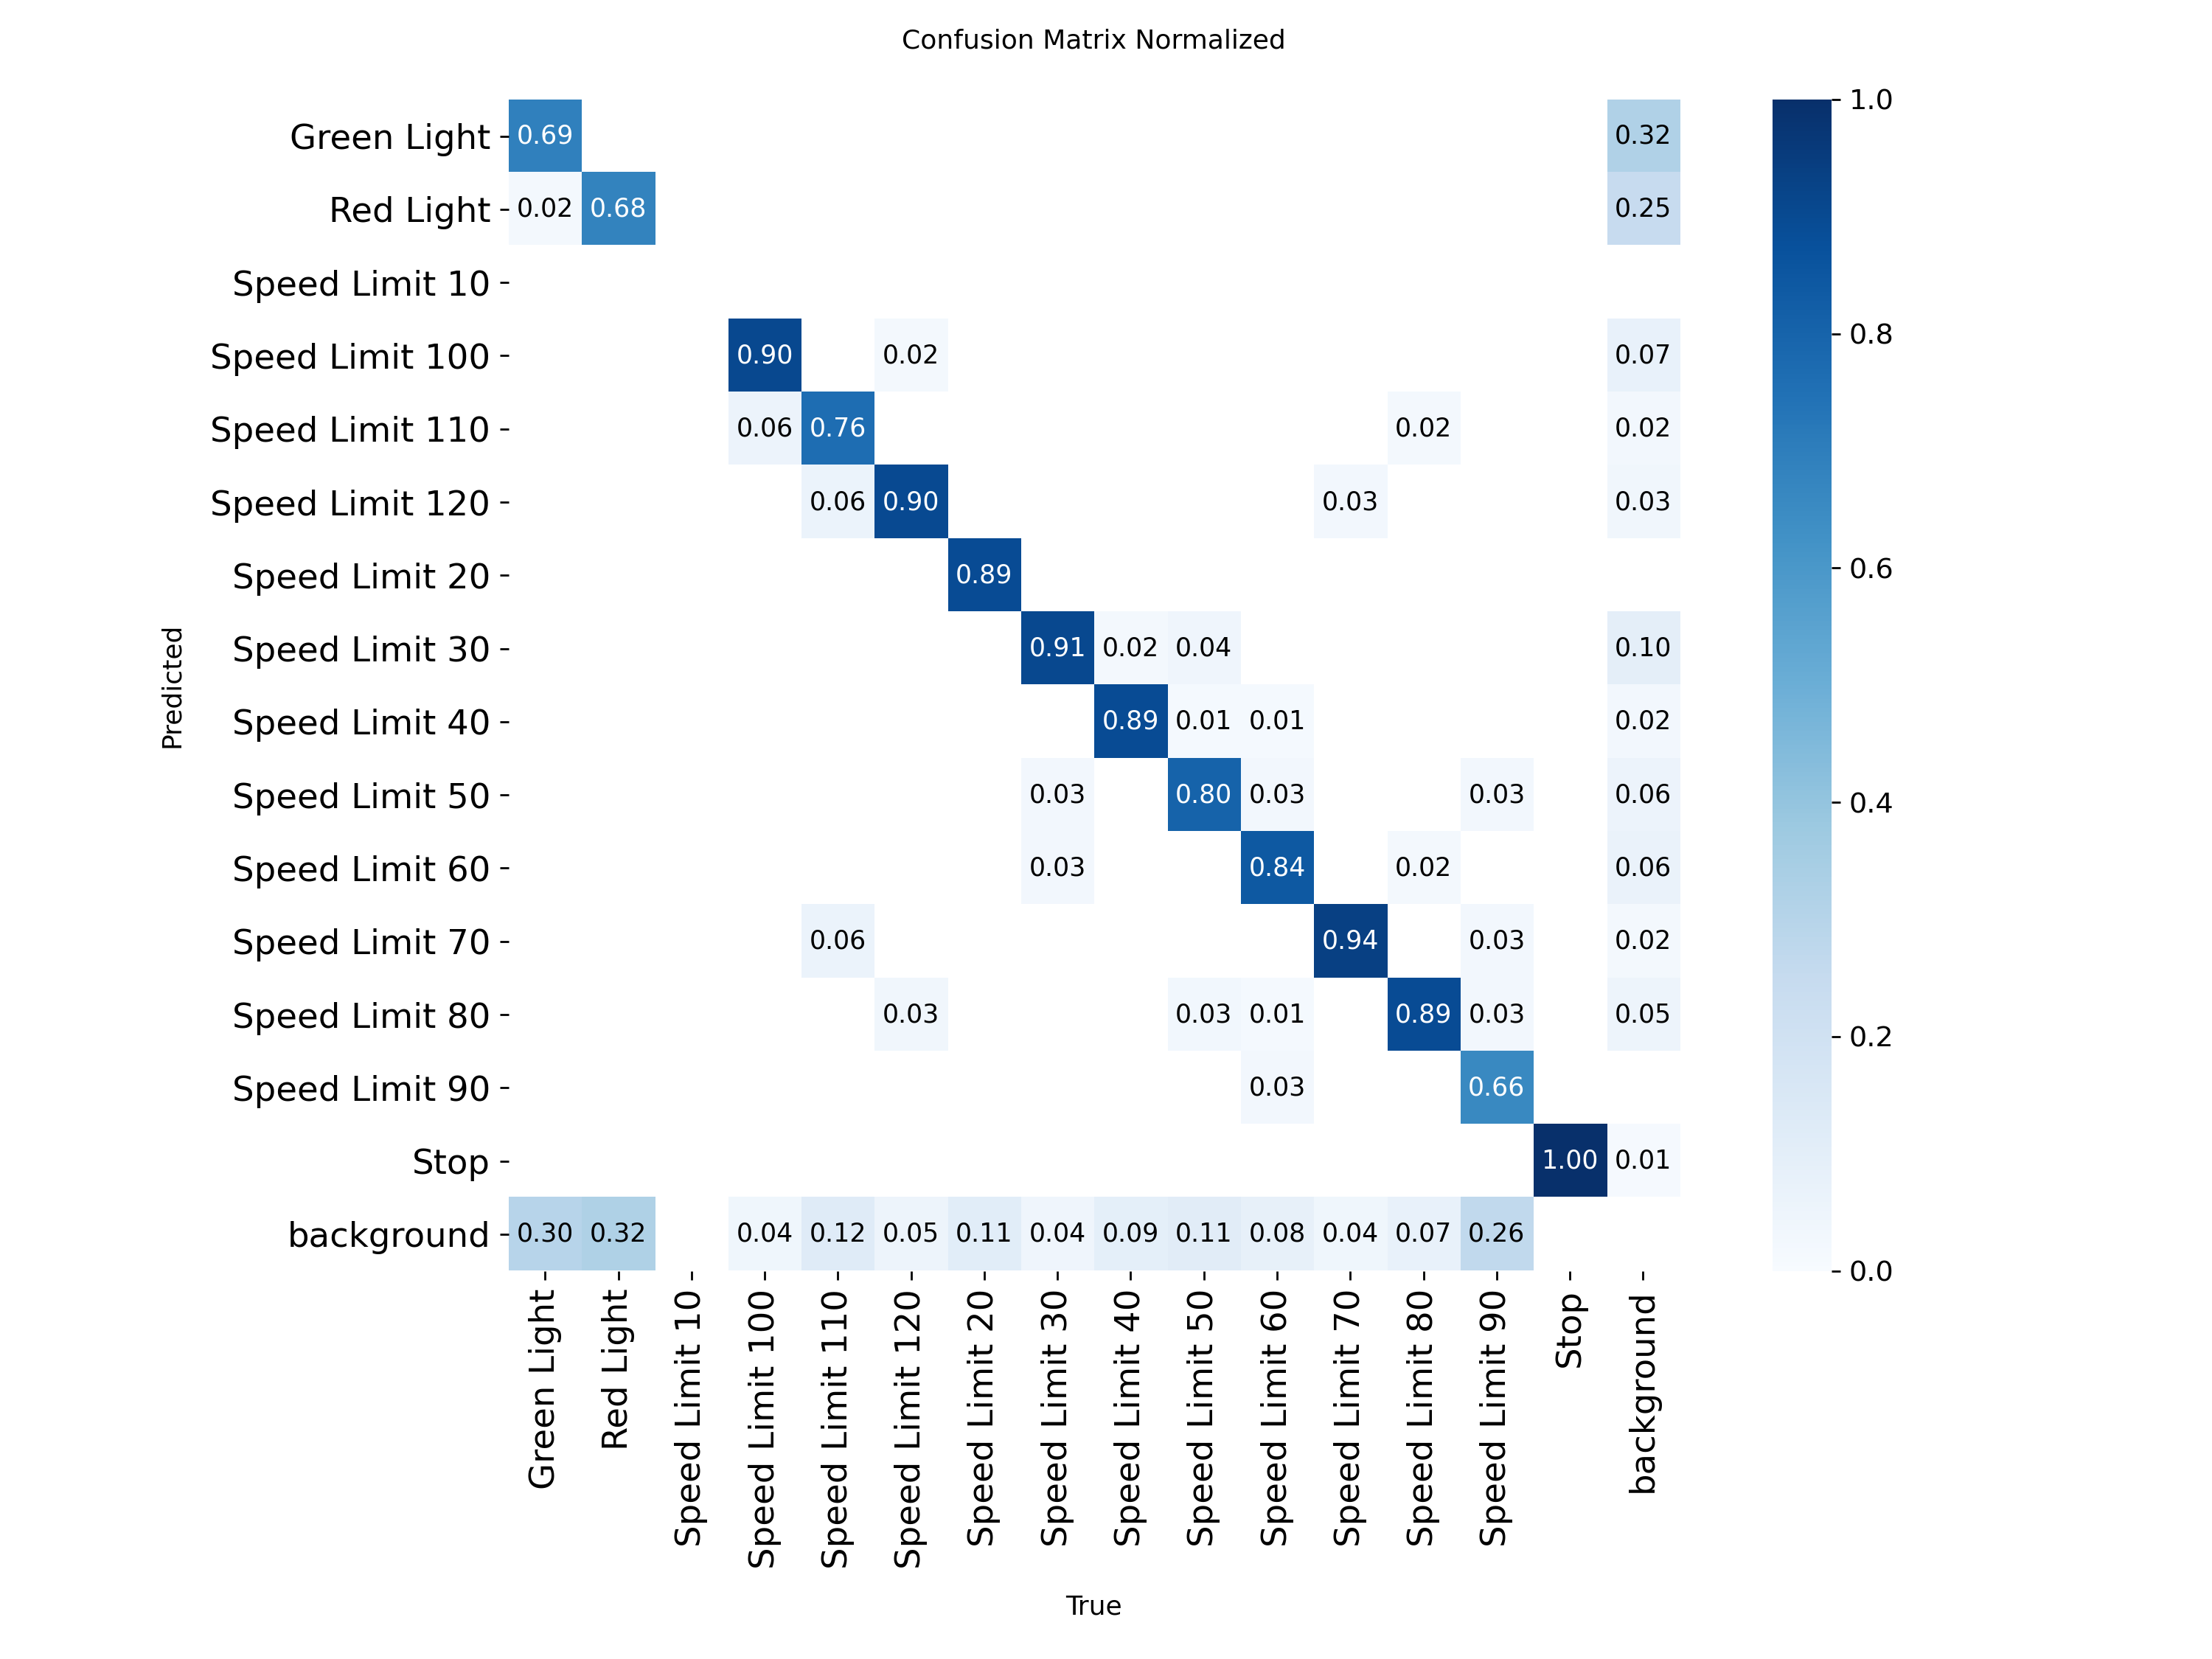 Confusion Matrix Normalized
Green Light 0.69 0.32
Red Light 0.02 0.68 0.25
Speed Limit 10
Speed Limit 100 0.90 0.02 0.07
Speed Limit 110 0.06 0.76 0.02 0.02
Speed Limit 120 0.06 0.90 0.03 0.03
Speed Limit 20 0.89
Speed Limit 30 0.91 0.02 0.04 0.10
Speed Limit 40 0.89 0.01 0.01 0.02
Speed Limit 50 0.03 0.80 0.03 0.03 0.06
Speed Limit 60 0.03 0.84 0.02 0.06
Speed Limit 70 0.06 0.94 0.03 0.02
Speed Limit 80 0.03 0.03 0.01 0.89 0.03 0.05
Speed Limit 90 0.03 0.66
Stop 1.00 0.01
background 0.30 0.32 0.04 0.12 0.05 0.11 0.04 0.09 0.11 0.08 0.04 0.07 0.26
Predicted
Green Light
Red Light
Speed Limit 10
Speed Limit 100
Speed Limit 110
Speed Limit 120
Speed Limit 20
Speed Limit 30
Speed Limit 40
Speed Limit 50
Speed Limit 60
Speed Limit 70
Speed Limit 80
Speed Limit 90
Stop
background
True
1.0
0.8
0.6
0.4
0.2
0.0